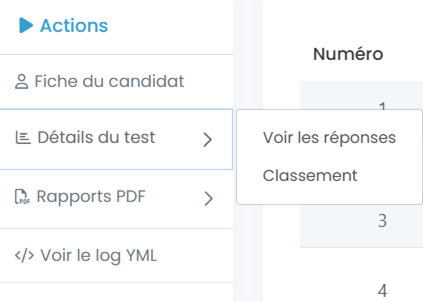 Actions
Fiche du candidat
Détails du test
Rapports PDF
</> Voir le log YML
Voir les réponses
Classement
Numéro
1
3
4